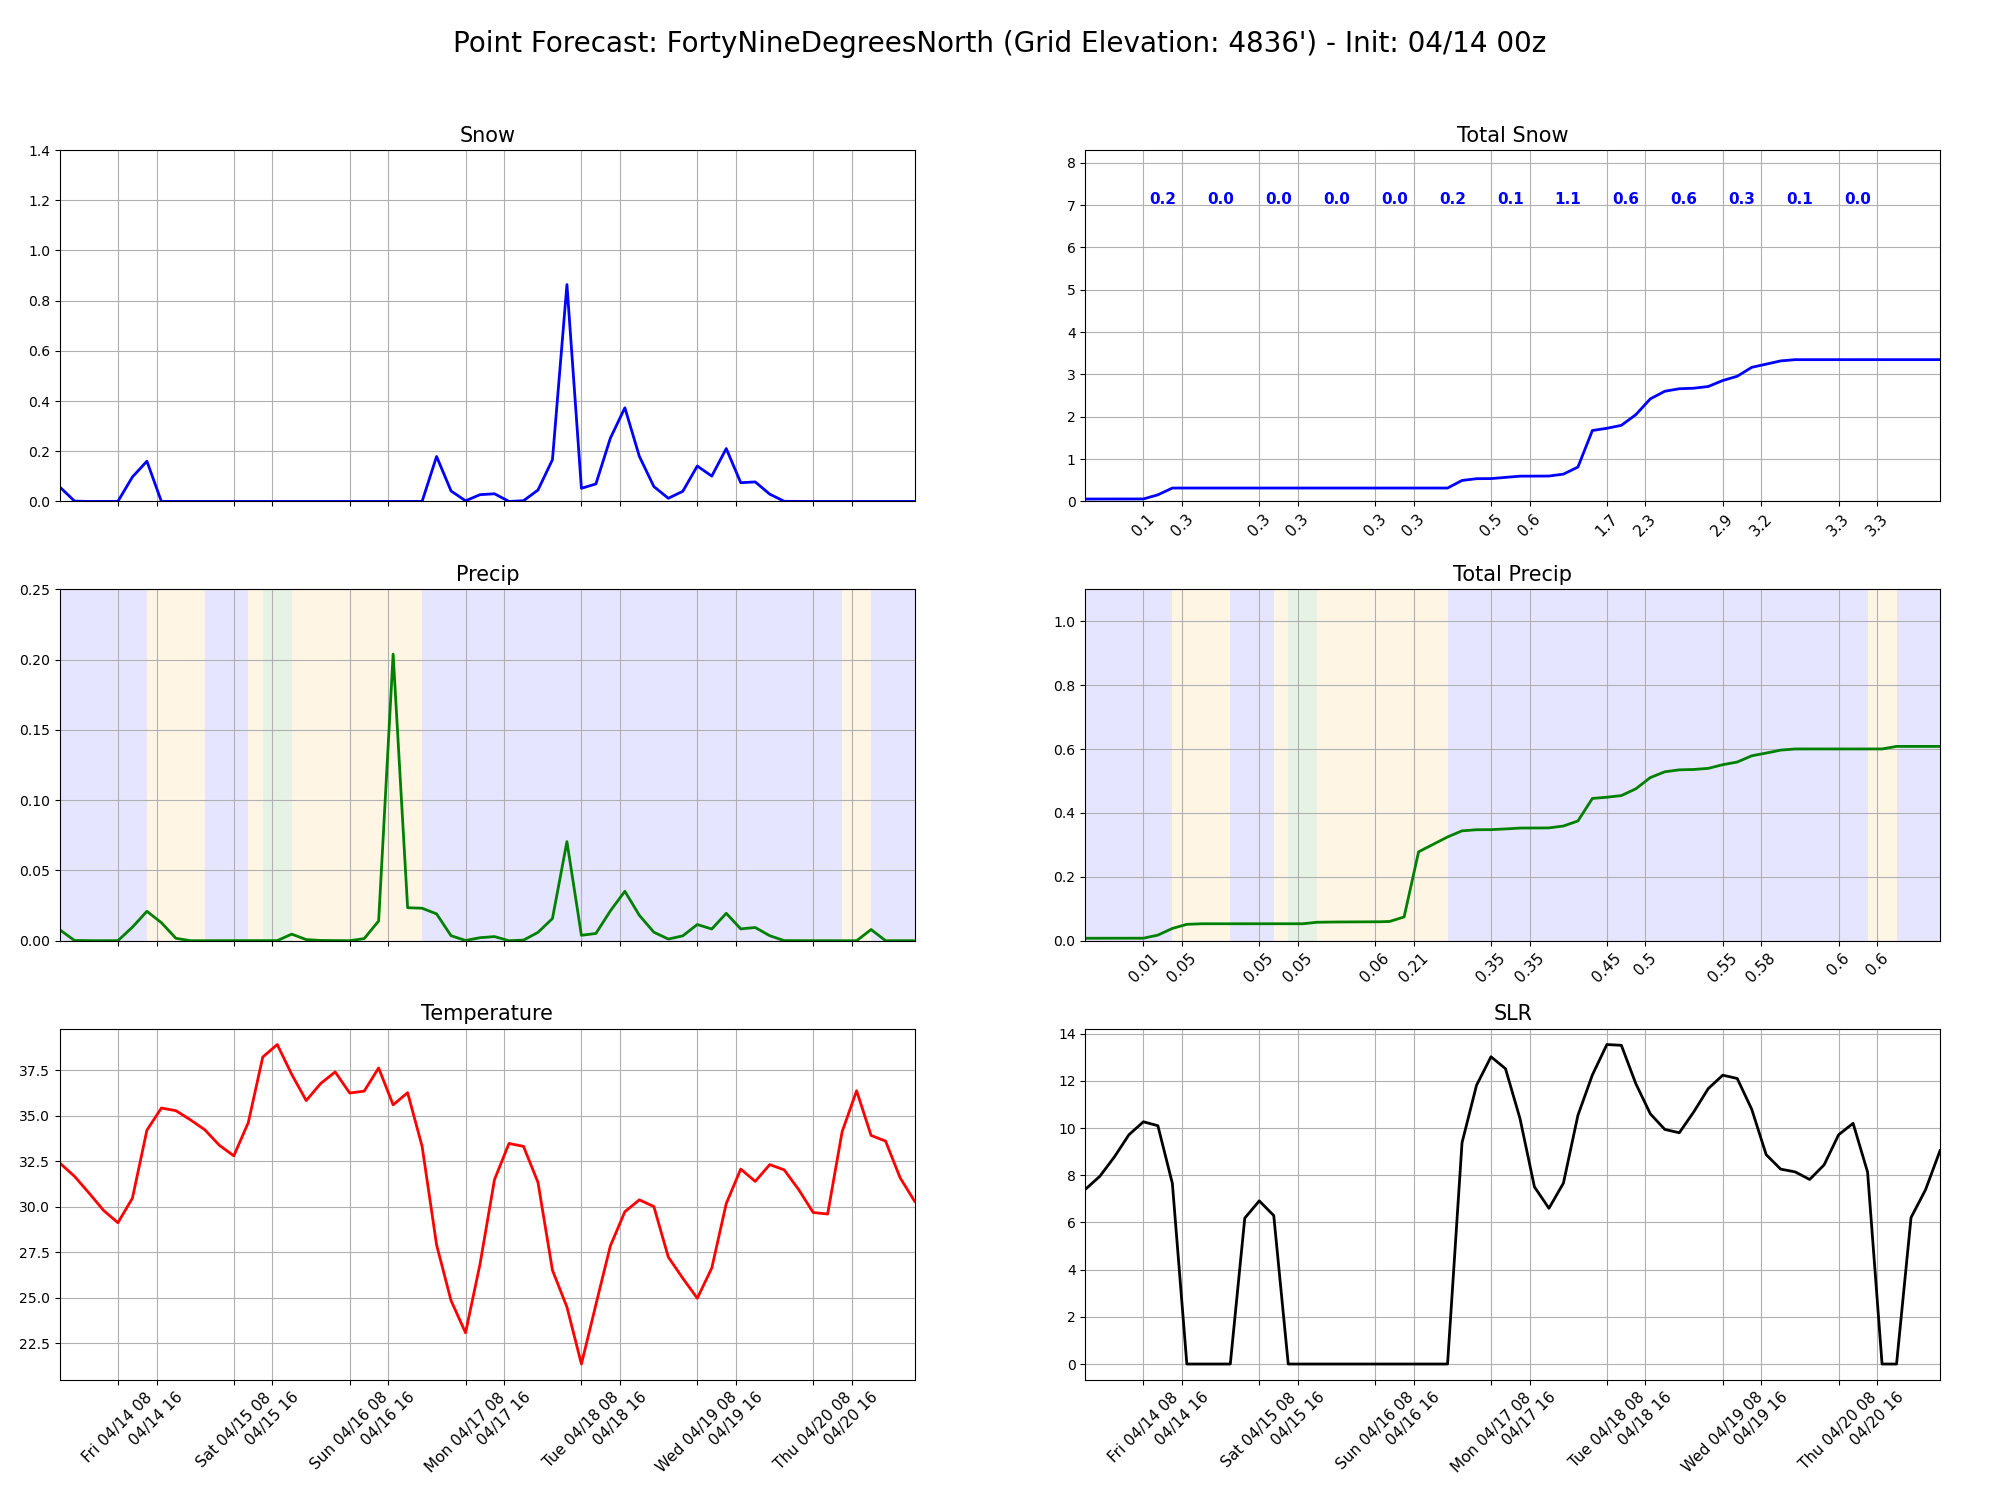 Point Forecast: FortyNineDegreesNorth (Grid Elevation: 4836') - Init: 04/14 00z
Snow
1.4
1.2
1.0
0.8
0.6
0.4
0.2
0.0
Total Snow
8
7
6
5
4
3
2
1
0
0.2 0.0 0.0 0.0 0.0 0.2 0.1 1.1 0.6 0.6 0.3 0.1 0.0
0.1 0.3 0.3 0.3 0.3 0.3 0.5 0.6 1.7 2.3 2.9 3.2 3.3 3.3
Precip
0.25
0.20
0.15
0.10
0.05
0.00
Total Precip
1.0
0.8
0.6
0.4
0.2
0.0
0.01 0.05 0.05 0.05 0.06 0.21 0.35 0.35 0.45 0.5 0.55 0.58 0.6 0.6
Temperature
37.5
35.0
32.5
30.0
27.5
25.0
22.5
Fri 04/14 08
04/14 16
Sat 04/15 08
04/15 16
Sun 04/16 08
04/16 16
Mon 04/17 08
04/17 16
Tue 04/18 08
04/18 16
Wed 04/19 08
04/19 16
Thu 04/20 08
04/20 16
SLR
14
12
10
8
6
4
2
0
Fri 04/14 08
04/14 16
Sat 04/15 08
04/15 16
Sun 04/16 08
04/16 16
Mon 04/17 08
04/17 16
Tue 04/18 08
04/18 16
Wed 04/19 08
04/19 16
Thu 04/20 08
04/20 16